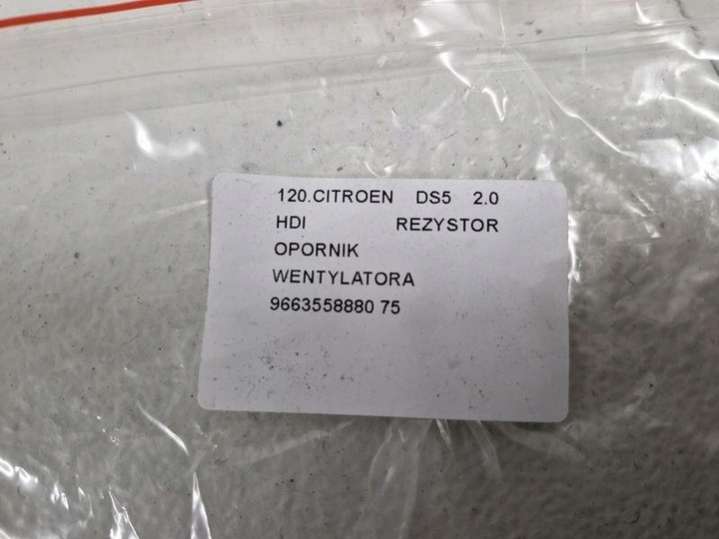 120.CITROEN DS5 2.0
HDI REZYSTOR
OPORNIK
WENTYLATORA
9663558880 75